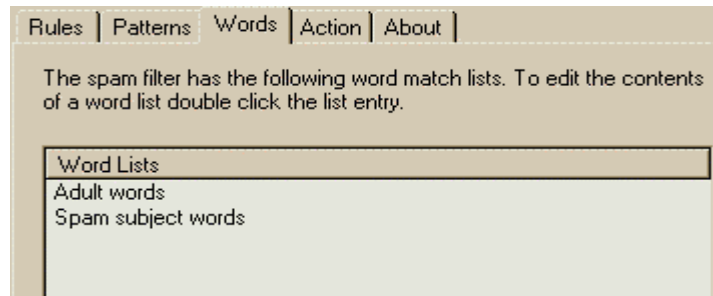 Rules Patterns Words Action About
The spam filter has the following word match lists. To edit the contents
of a word list double click the list entry.
Word Lists
Adult words
Spam subject words